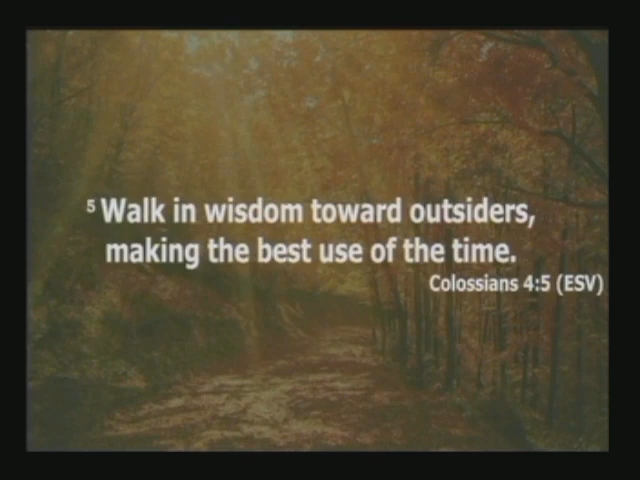 5 Walk in wisdom toward outsiders,
making the best use of the time.
Colossians 4:5 (ESV)